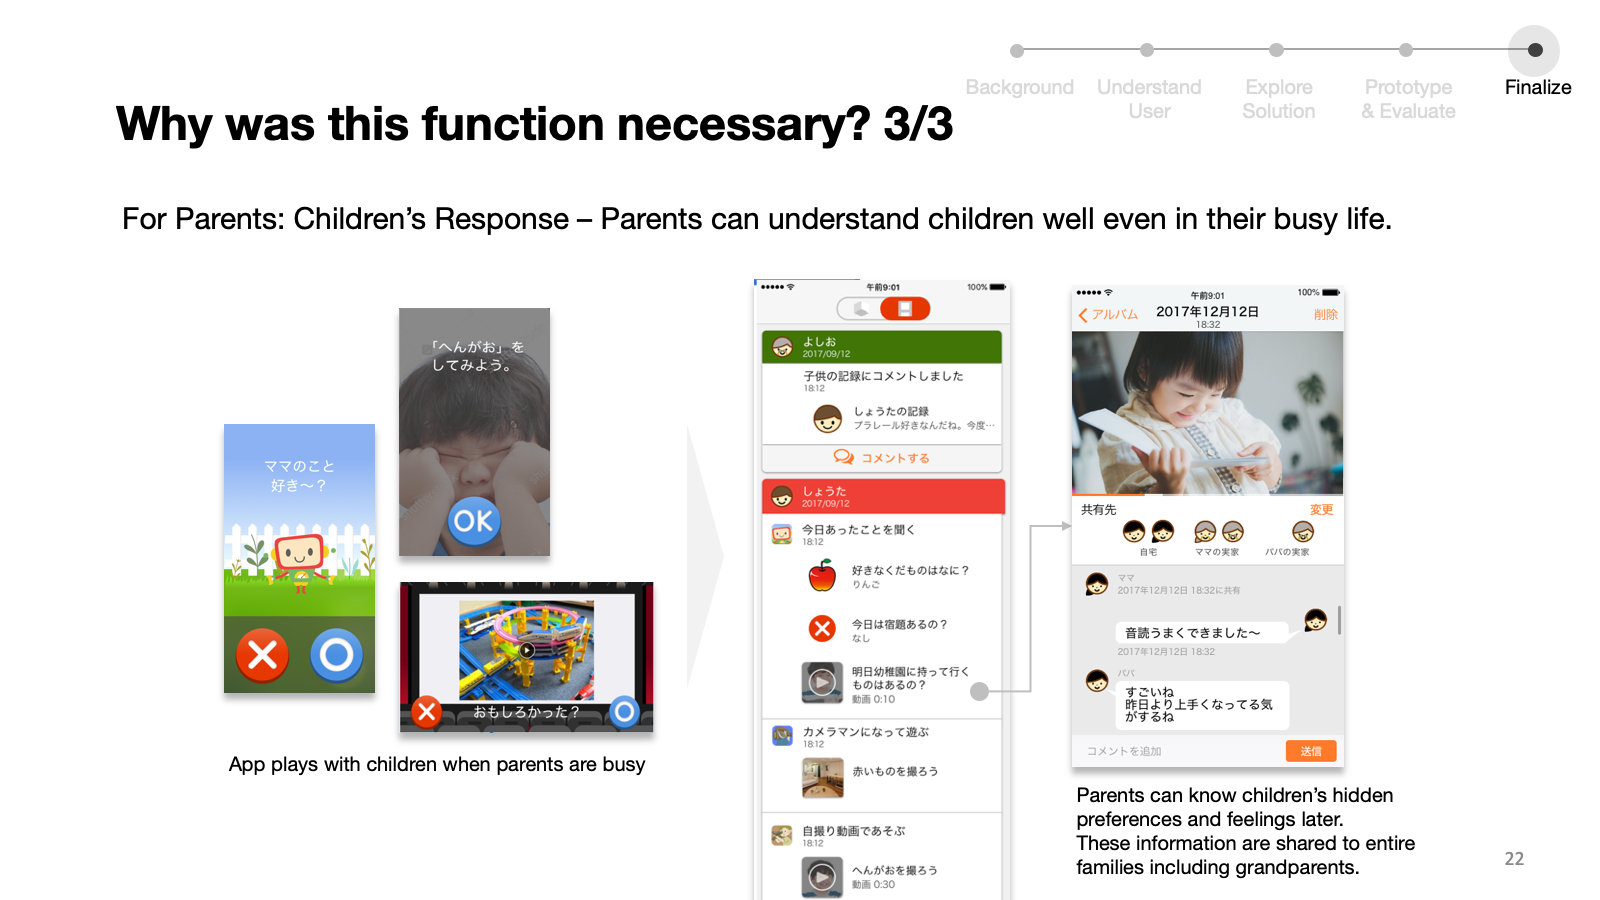 Background
Understand
User
Explore
Solution
Prototype
& Evaluate
Finalize
Why was this function necessary? 3/3
For Parents: Children’s Response – Parents can understand children well even in their busy life.
ママのこと
好き〜？
「へんがお」を
してみよう。
OK
おもしろかった？
App plays with children when parents are busy
午前9:01
100%
よしお
2017/09/12
子供の記録にコメントしました
18:12
しょうたの記録
プラレール好きなんだね。今度…
コメントする
しょうた
2017/09/12
今日あったことを聞く
18:12
好きなくだものはなに？
りんご
今日は宿題あるの？
なし
明日幼稚園に持って行く
ものはあるの？
動画 0:10
カメラマンになって遊ぶ
18:12
赤いものを撮ろう
自撮り動画であそぶ
18:12
へんがおを撮ろう
動画 0:30
午前9:01
100%
アルバム
2017年12月12日
18:32
削除
共有先
変更
自宅
ママの実家
パパの実家
ママ
2017年12月12日 18:32に共有
音読うまくできました〜
2017年12月12日 18:32
パパ
すごいね
昨日より上手くなってる気
がするね
コメントを追加
送信
Parents can know children’s hidden
preferences and feelings later.
These information are shared to entire
families including grandparents.
22